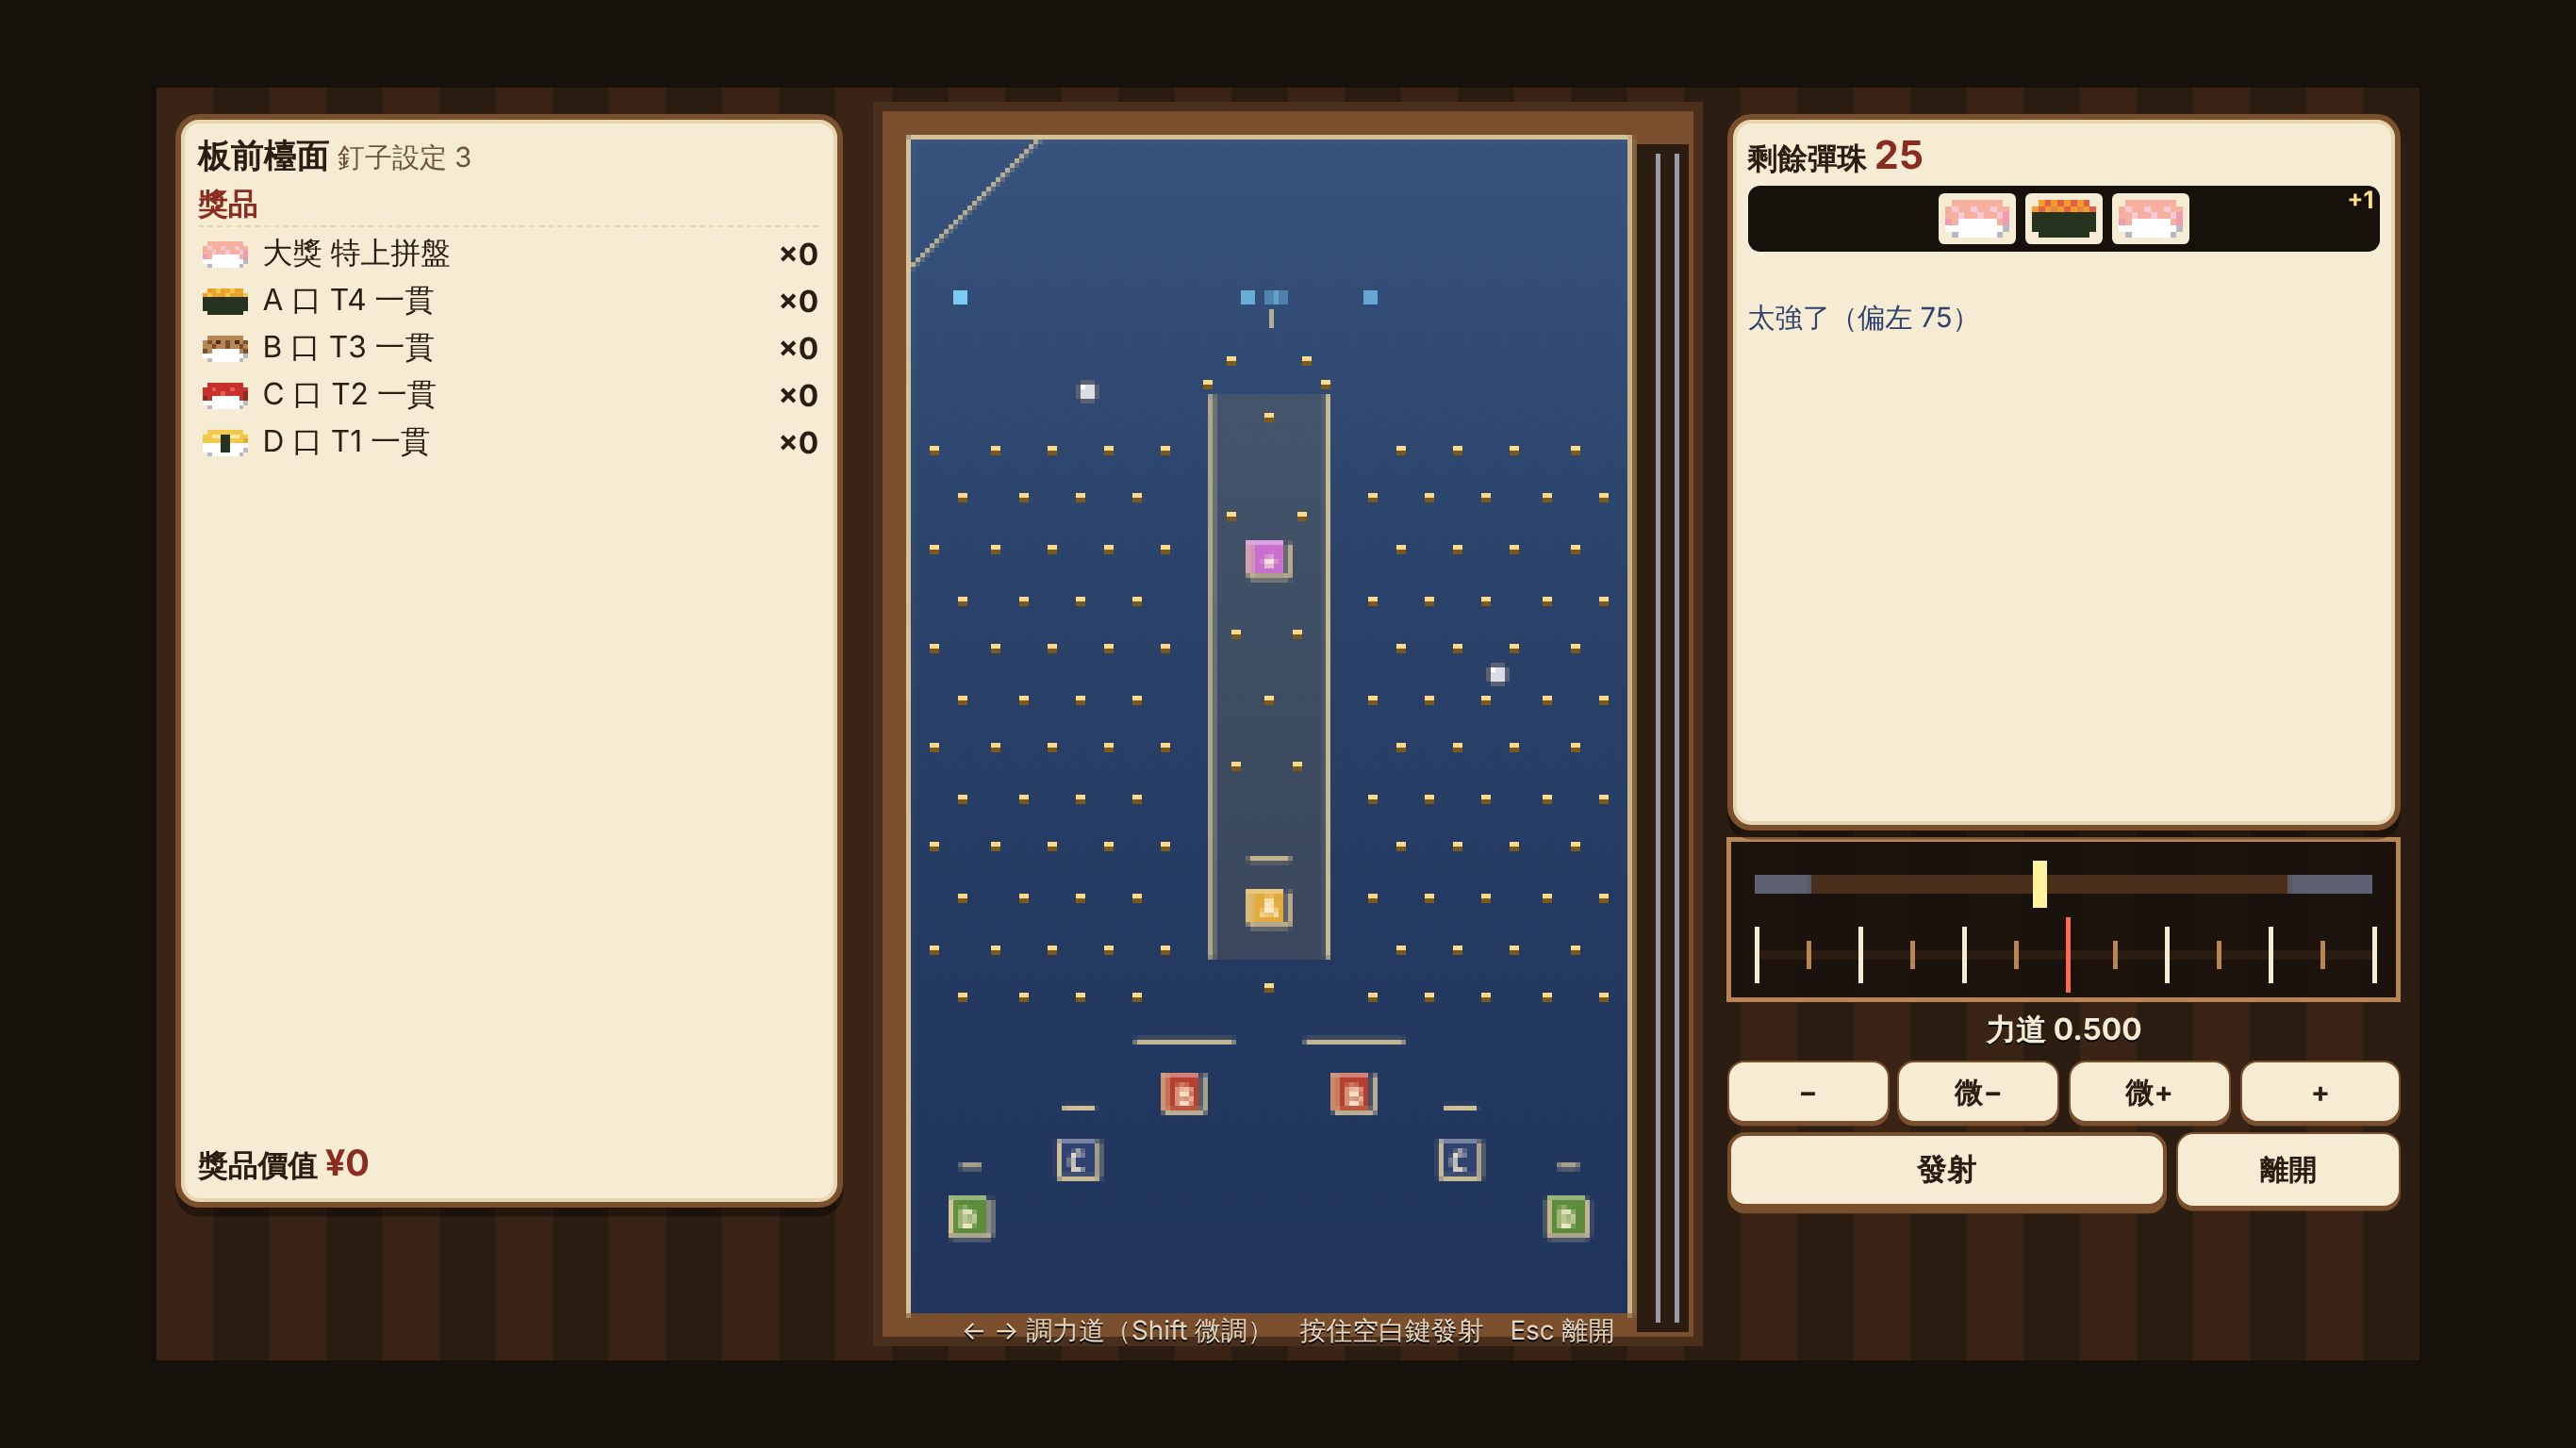 板前檯面 釘子設定 3
獎品
大獎 特上拼盤 ×0
A 口 T4 一貫 ×0
B 口 T3 一貫 ×0
C 口 T2 一貫 ×0
D 口 T1 一貫 ×0
獎品價值 ¥0
← → 調力道（Shift 微調） 按住空白鍵發射 Esc 離開
剩餘彈珠 25
+1
太強了（偏左 75）
力道 0.500
− 微− 微+ +
發射 離開